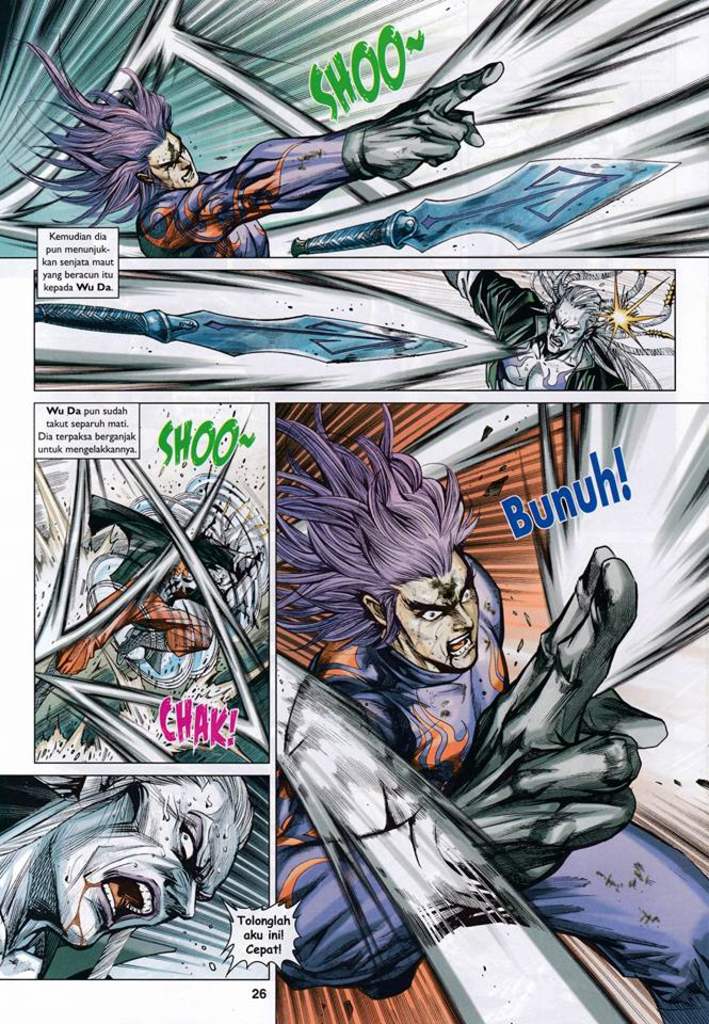 SHOO~
Kemudian dia
pun menunjuk-
kan senjata maut
yang beracun itu
kepada Wu Da.
Wu Da pun sudah
takut separuh mati.
Dia terpaksa berganjak
untuk mengelakkannya.
SHOO~
Bunuh!
CHAK!
Tolonglah
aku ini!
Cepat!
26